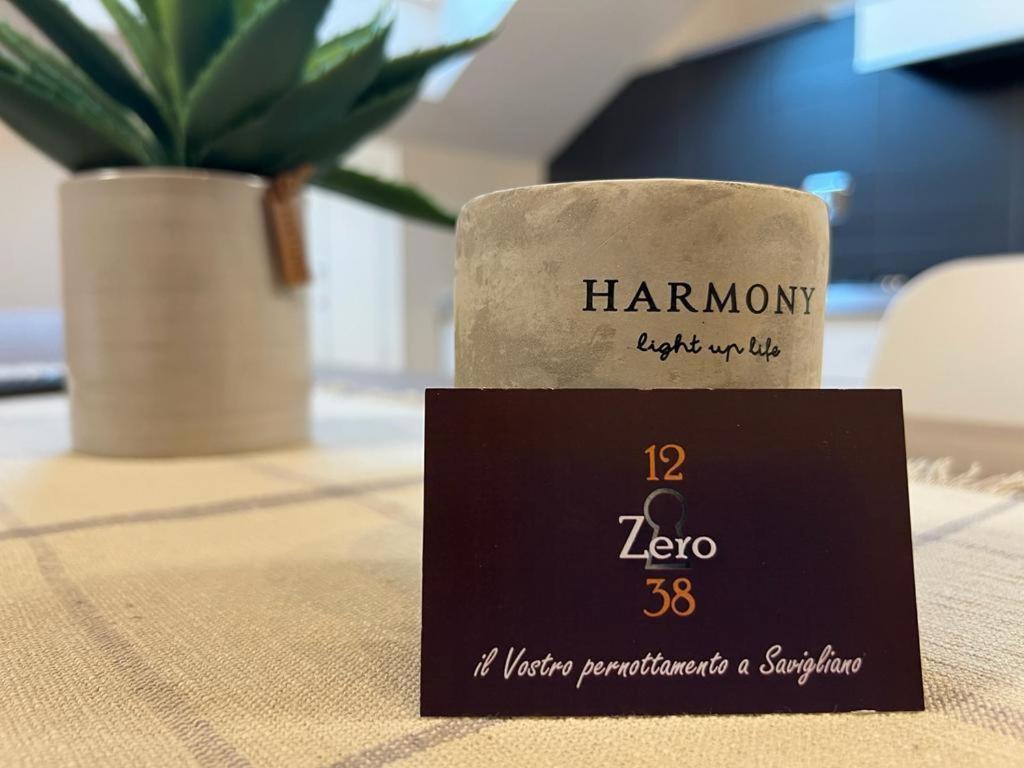 HARMONY
light up life
12
Zero
38
il Vostro pernottamento a Savigliano